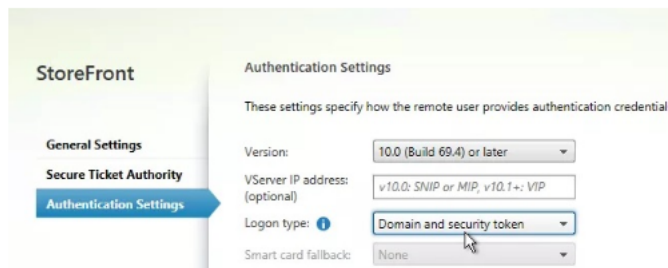 StoreFront
General Settings
Secure Ticket Authority
Authentication Settings
Authentication Settings
These settings specify how the remote user provides authentication credential
Version: 10.0 (Build 69.4) or later
VServer IP address: v10.0: SNIP or MIP, v10.1+: VIP
(optional)
Logon type: Domain and security token
Smart card fallback: None